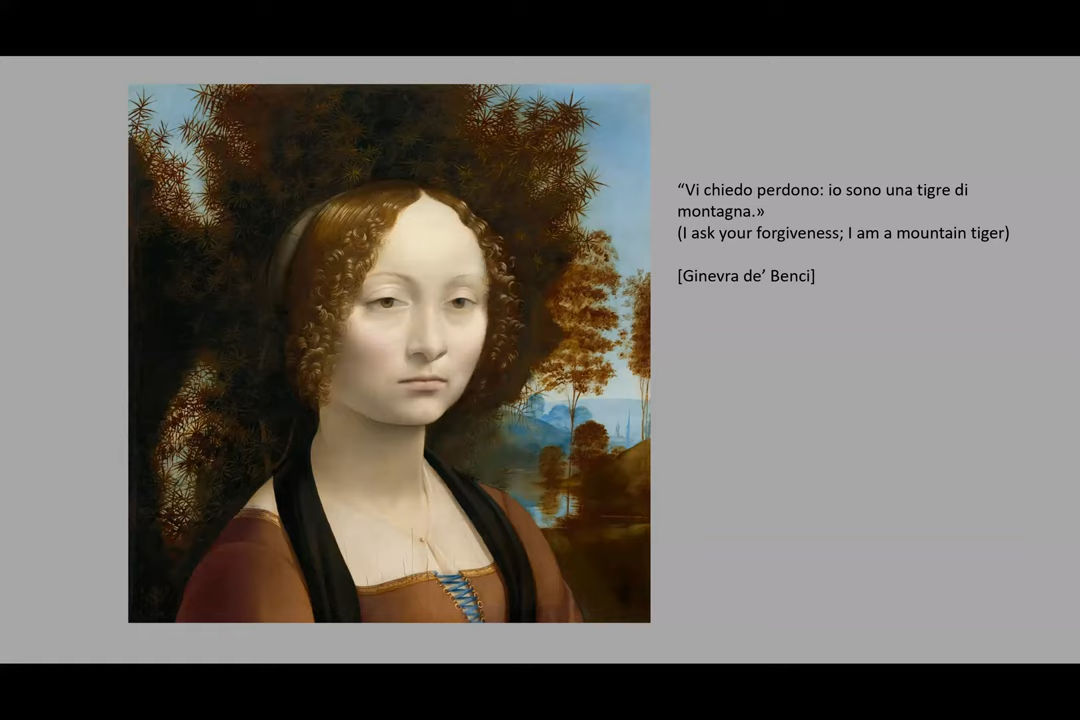 “Vi chiedo perdono: io sono una tigre di
montagna.»
(I ask your forgiveness; I am a mountain tiger)
[Ginevra de’ Benci]